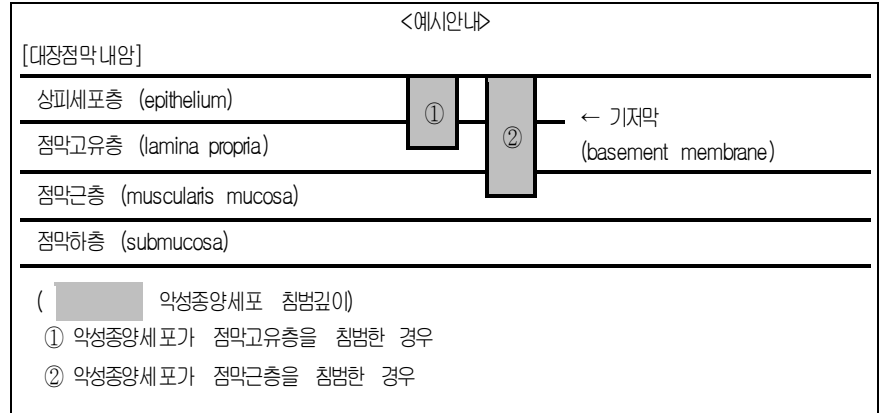 <예시안내>
[대장점막내암]
상피세포층 (epithelium)
①
② ← 기저막
점막고유층 (lamina propria)
(basement membrane)
점막근층 (muscularis mucosa)
점막하층 (submucosa)
( 악성종양세포 침범깊이)
① 악성종양세포가 점막고유층을 침범한 경우
② 악성종양세포가 점막근층을 침범한 경우